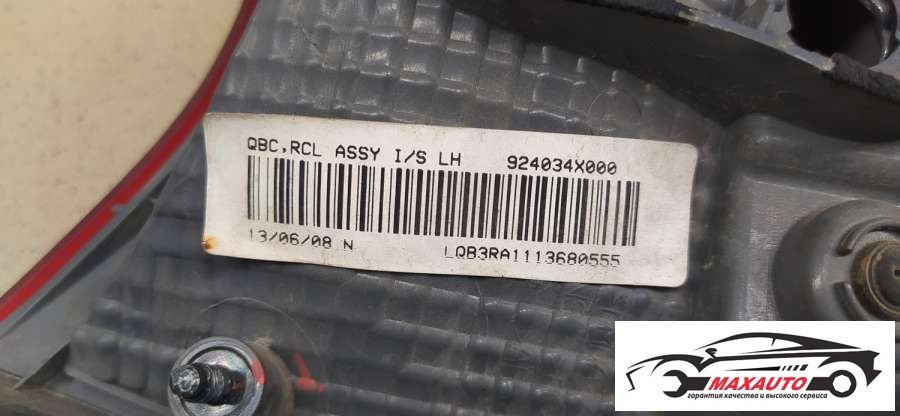 QBC,RCL ASSY I/S LH 924034X000
13/06/08 N LQB3RA1113680555
MAXAUTO
гарантия качества и высокого сервиса